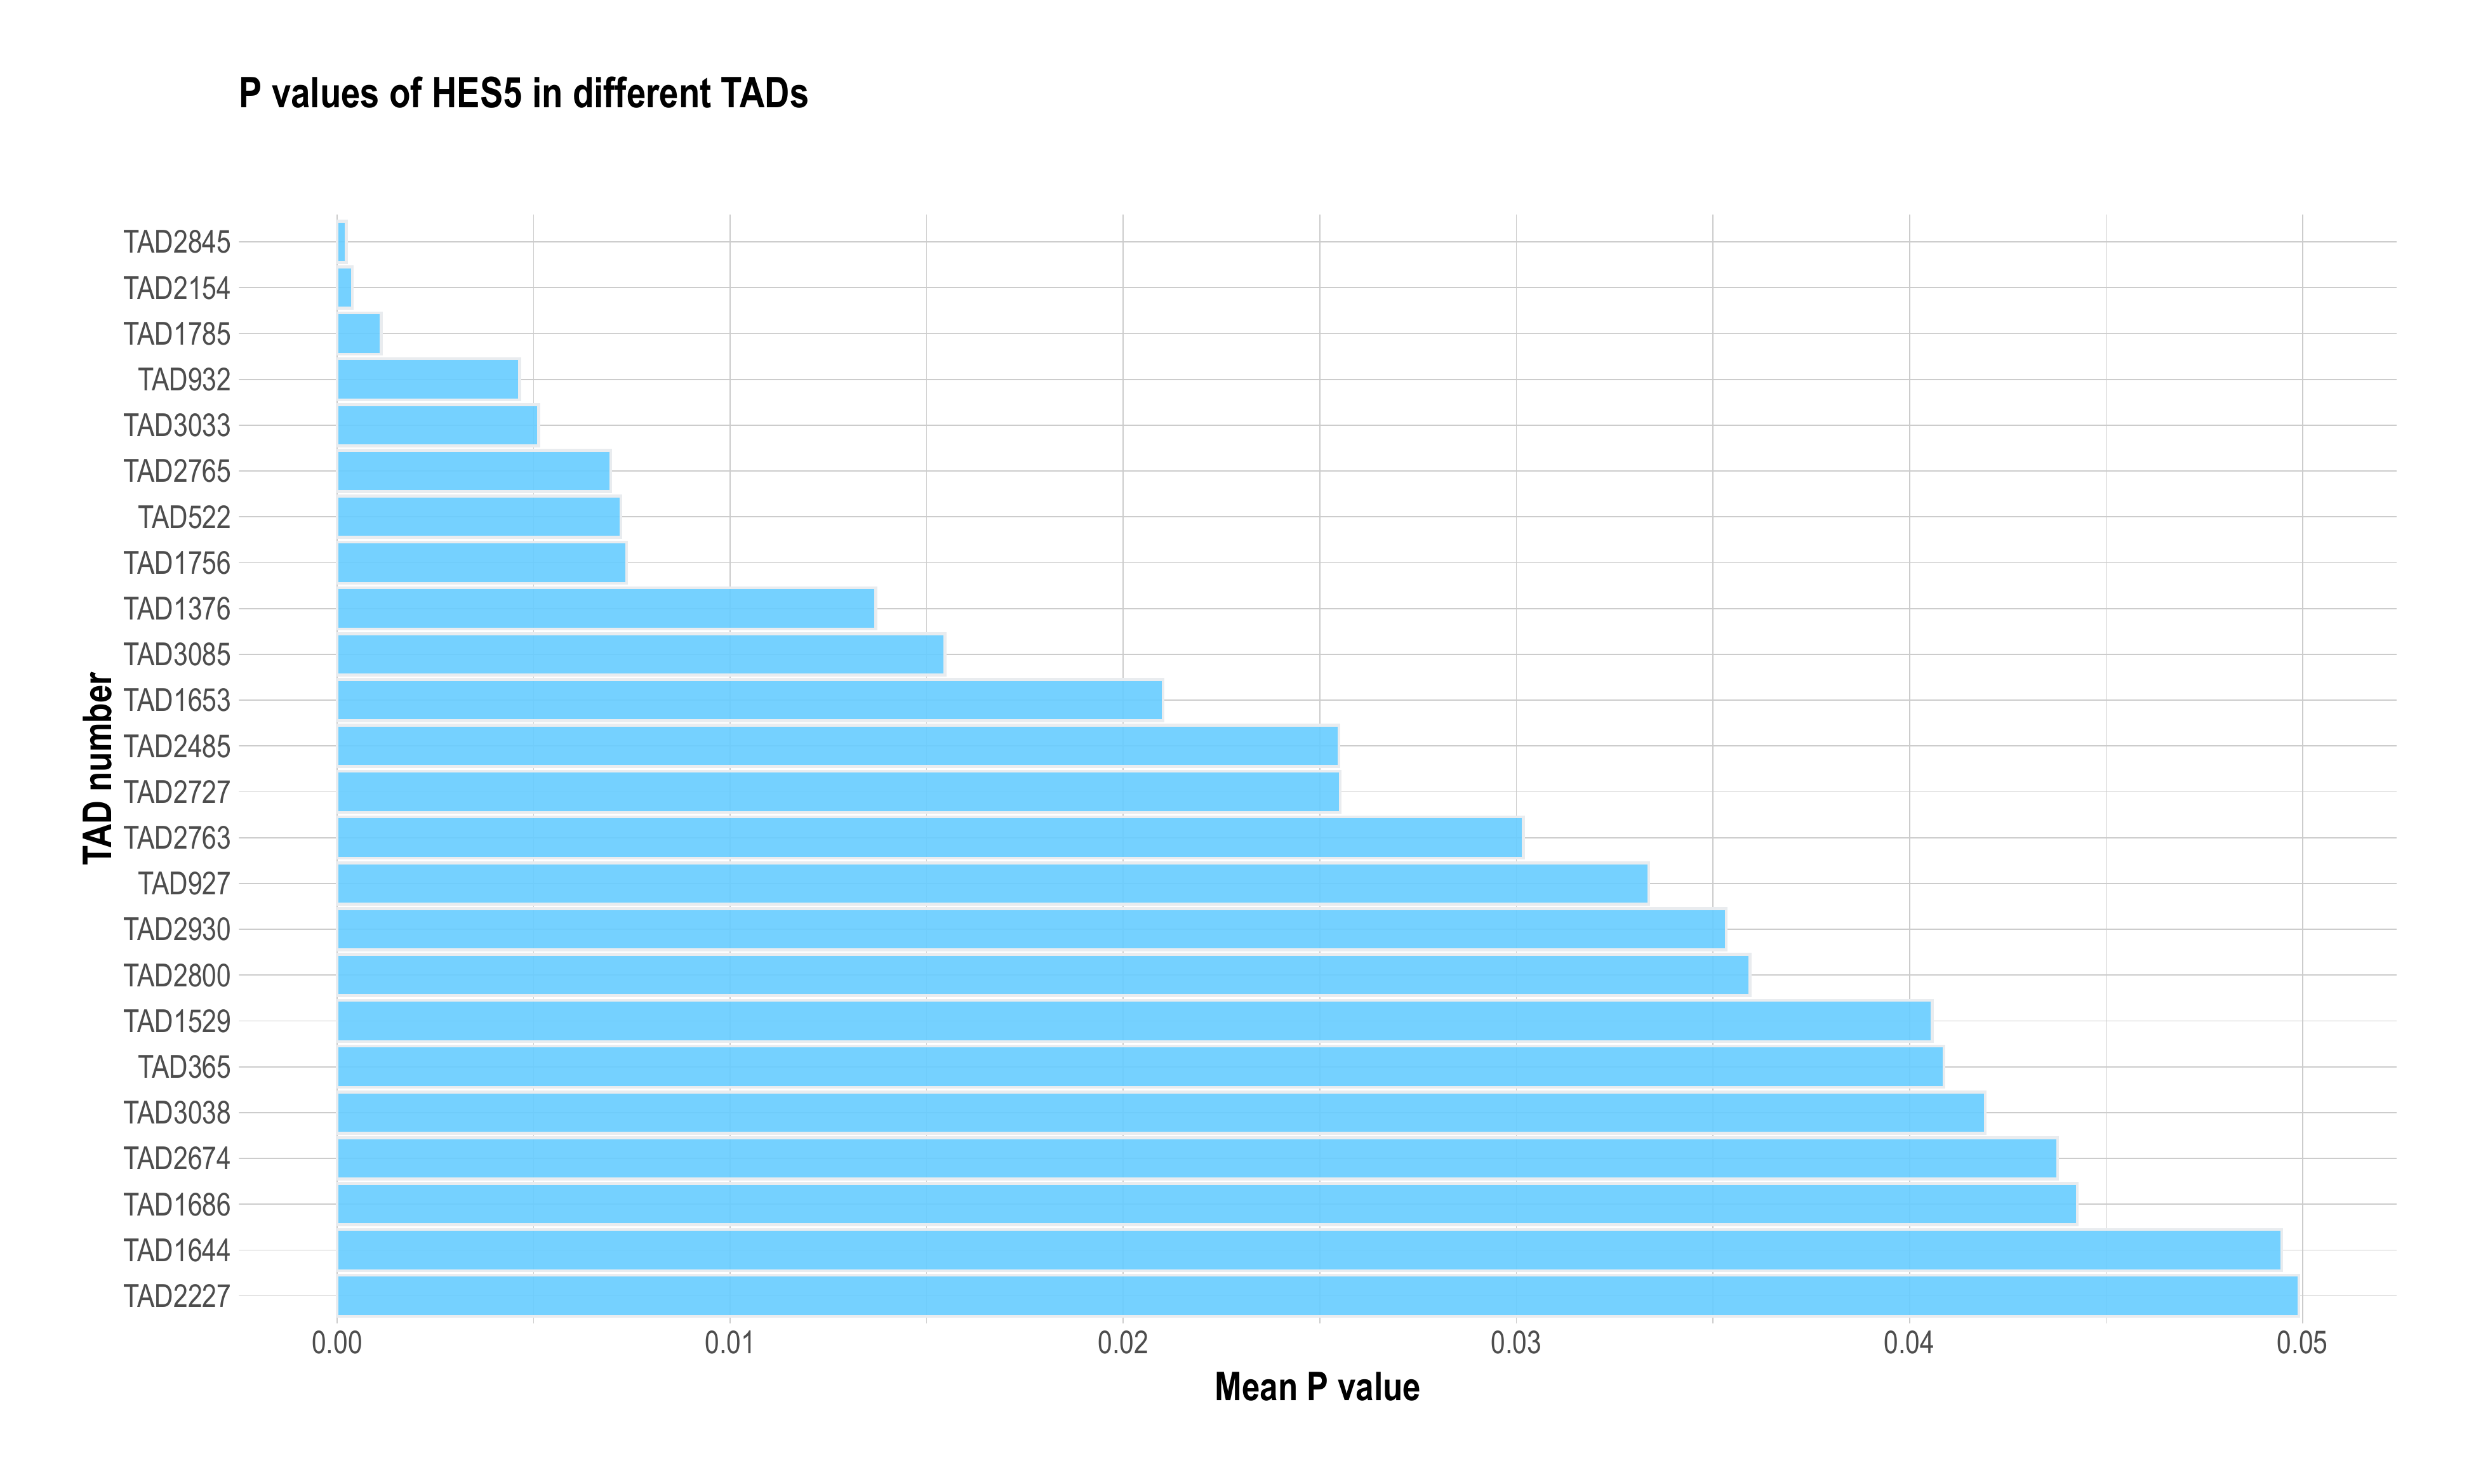 P values of HES5 in different TADs
TAD number
TAD2845
TAD2154
TAD1785
TAD932
TAD3033
TAD2765
TAD522
TAD1756
TAD1376
TAD3085
TAD1653
TAD2485
TAD2727
TAD2763
TAD927
TAD2930
TAD2800
TAD1529
TAD365
TAD3038
TAD2674
TAD1686
TAD1644
TAD2227
0.00 0.01 0.02 0.03 0.04 0.05
Mean P value